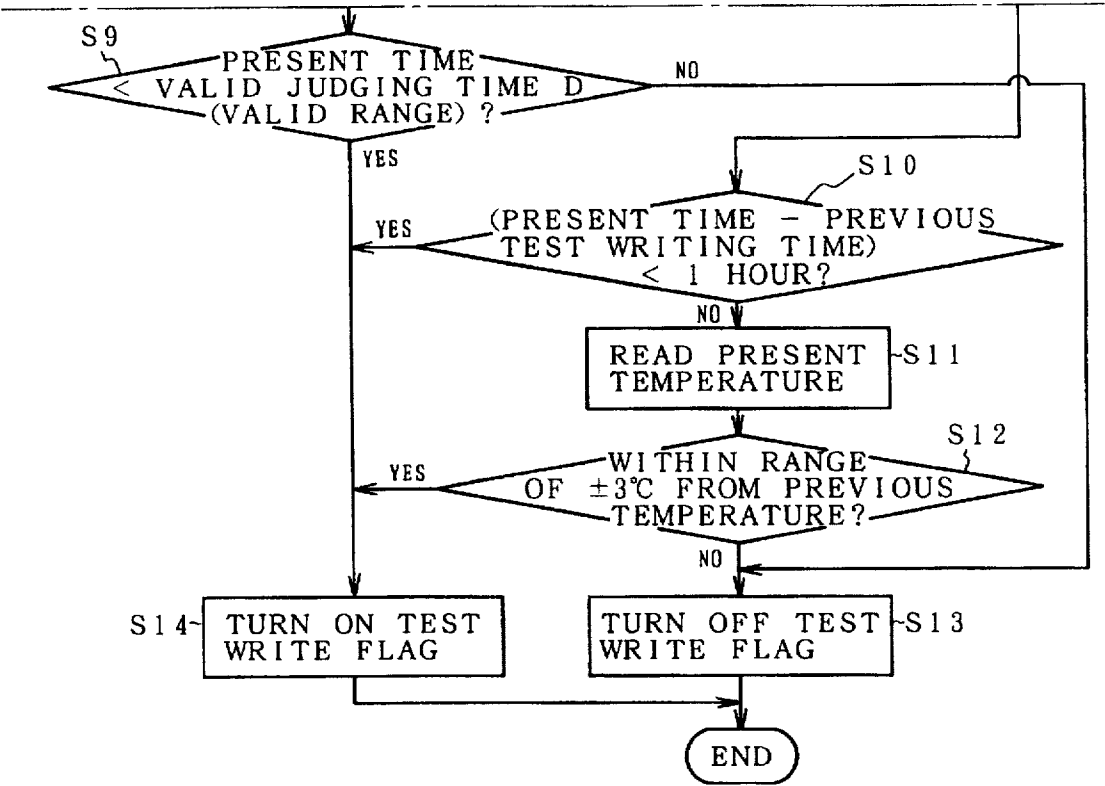 S9
PRESENT TIME
< VALID JUDGING TIME D
(VALID RANGE)?
NO
YES
S10
(PRESENT TIME - PREVIOUS
TEST WRITING TIME)
< 1 HOUR?
YES
NO
READ PRESENT
TEMPERATURE
S11
S12
WITHIN RANGE
OF ±3℃ FROM PREVIOUS
TEMPERATURE?
YES
NO
S14
TURN ON TEST
WRITE FLAG
TURN OFF TEST
WRITE FLAG
S13
END